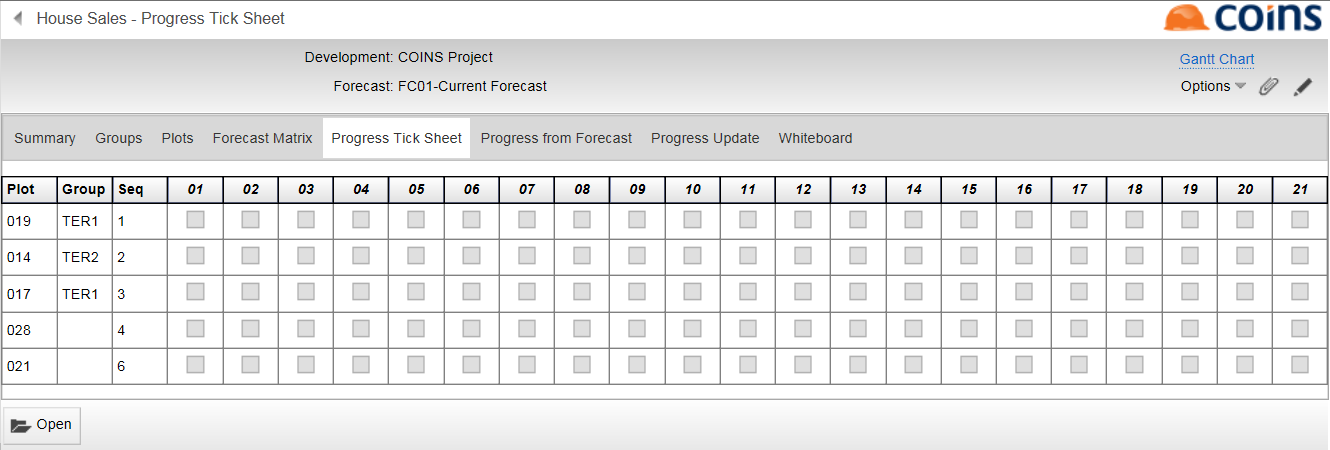 House Sales - Progress Tick Sheet
coins
Development: COINS Project
Gantt Chart
Forecast: FC01-Current Forecast
Options
Summary Groups Plots Forecast Matrix Progress Tick Sheet Progress from Forecast Progress Update Whiteboard
Plot Group Seq 01 02 03 04 05 06 07 08 09 10 11 12 13 14 15 16 17 18 19 20 21
019 TER1 1
014 TER2 2
017 TER1 3
028 4
021 6
Open